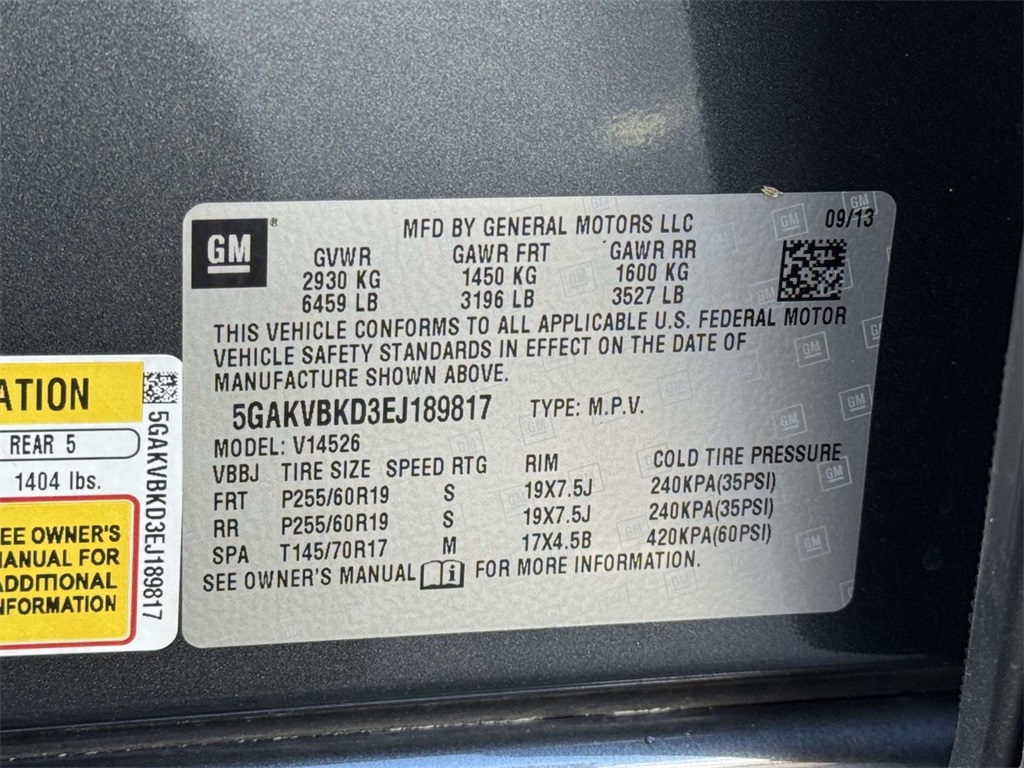 GM
MFD BY GENERAL MOTORS LLC 09/13
GVWR GAWR FRT GAWR RR
2930 KG 1450 KG 1600 KG
6459 LB 3196 LB 3527 LB
THIS VEHICLE CONFORMS TO ALL APPLICABLE U.S. FEDERAL MOTOR
VEHICLE SAFETY STANDARDS IN EFFECT ON THE DATE OF
MANUFACTURE SHOWN ABOVE.
5GAKVBKD3EJ189817 TYPE: M.P.V.
MODEL: V14526
VBBJ TIRE SIZE SPEED RTG RIM COLD TIRE PRESSURE
FRT P255/60R19 S 19X7.5J 240KPA(35PSI)
RR P255/60R19 S 19X7.5J 240KPA(35PSI)
SPA T145/70R17 M 17X4.5B 420KPA(60PSI)
SEE OWNER'S MANUAL i FOR MORE INFORMATION.
ATION
REAR 5
1404 lbs.
SEE OWNER'S
MANUAL FOR
ADDITIONAL
INFORMATION
5GAKVBKD3EJ189817